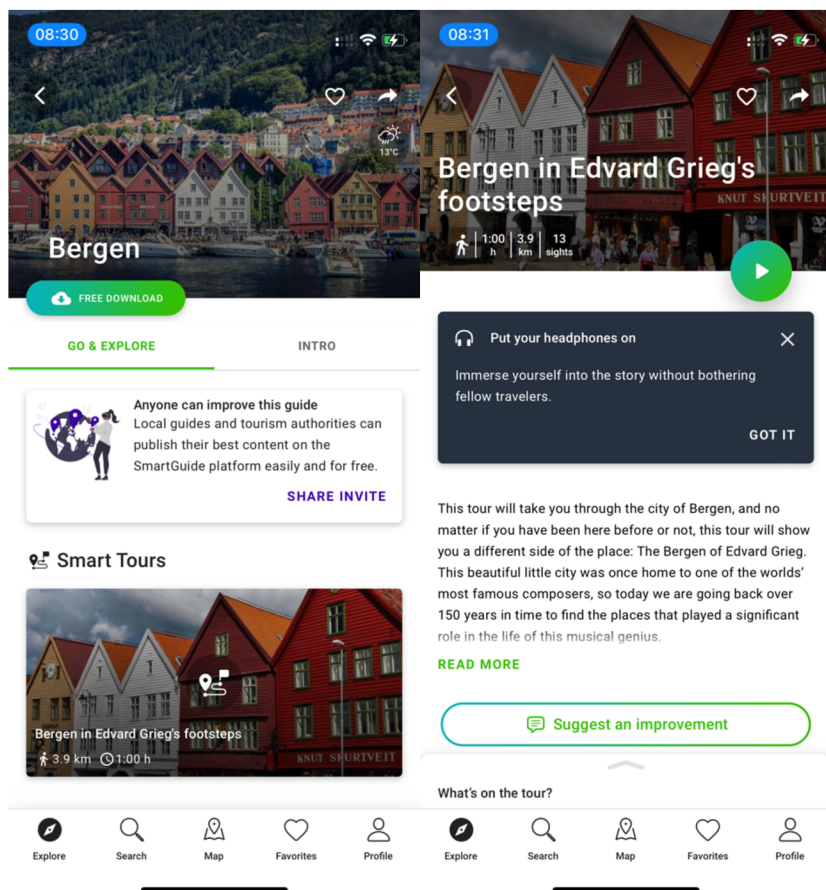 08:30
13°C
Bergen
FREE DOWNLOAD
GO & EXPLORE
INTRO
Anyone can improve this guide
Local guides and tourism authorities can
publish their best content on the
SmartGuide platform easily and for free.
SHARE INVITE
Smart Tours
KNUT SKURTVEIT
Bergen in Edvard Grieg's footsteps
3.9 km
1:00 h
Explore
Search
Map
Favorites
Profile
08:31
Bergen in Edvard Grieg's
footsteps
KNUT SKURTVEIT
1:00
h
3.9
km
13
sights
Put your headphones on
Immerse yourself into the story without bothering
fellow travelers.
GOT IT
This tour will take you through the city of Bergen, and no
matter if you have been here before or not, this tour will show
you a different side of the place: The Bergen of Edvard Grieg.
This beautiful little city was once home to one of the worlds’
most famous composers, so today we are going back over
150 years in time to find the places that played a significant
role in the life of this musical genius.
READ MORE
Suggest an improvement
What’s on the tour?
Explore
Search
Map
Favorites
Profile